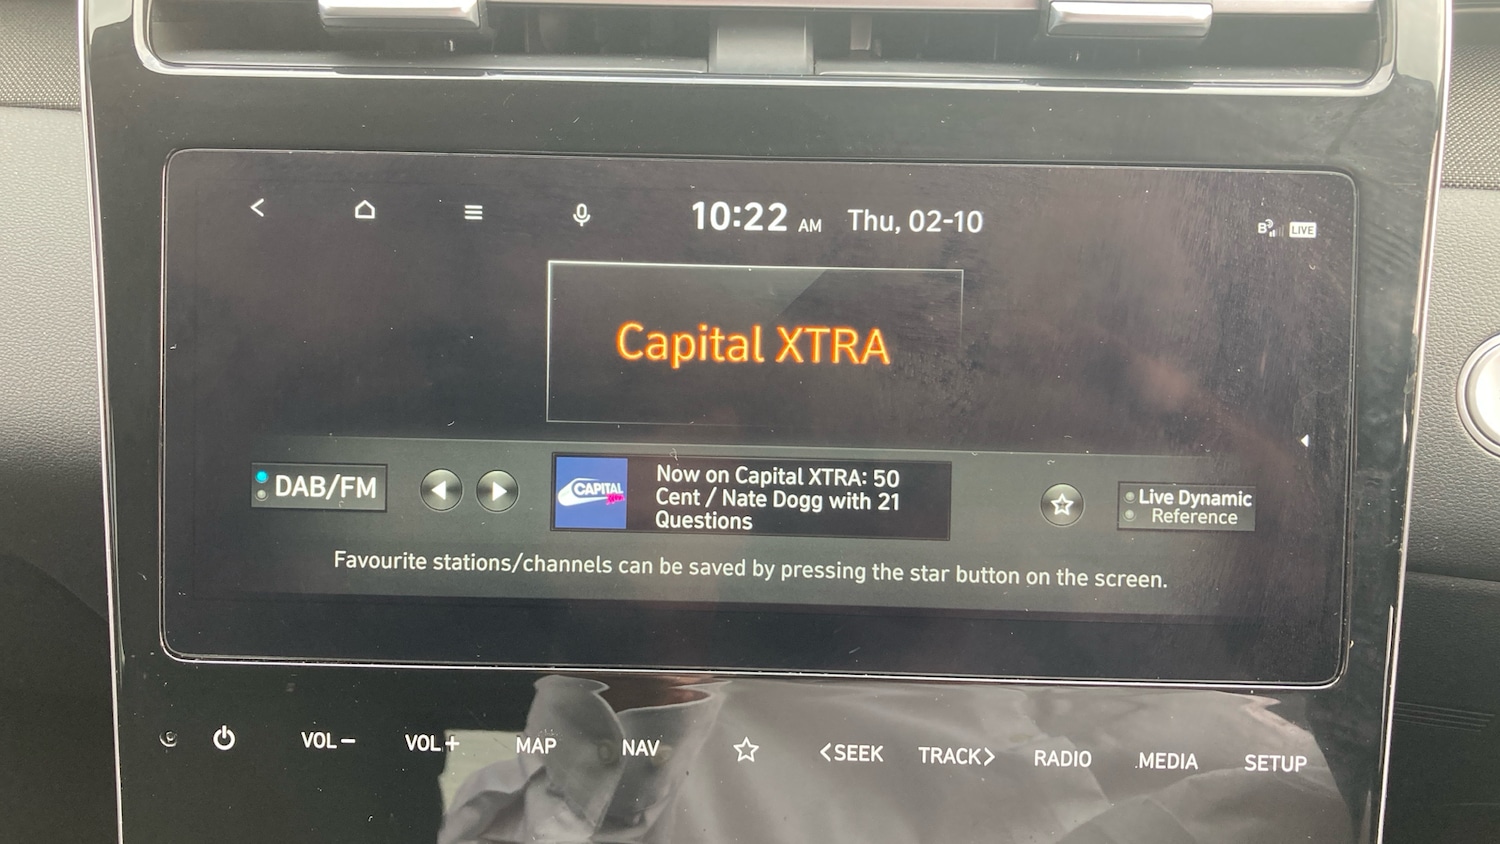 10:22 AM Thu, 02-10
LIVE
Capital XTRA
DAB/FM
CAPITAL
Now on Capital XTRA: 50
Cent / Nate Dogg with 21
Questions
Live Dynamic
Reference
Favourite stations/channels can be saved by pressing the star button on the screen.
VOL− VOL+ MAP NAV <SEEK TRACK> RADIO MEDIA SETUP